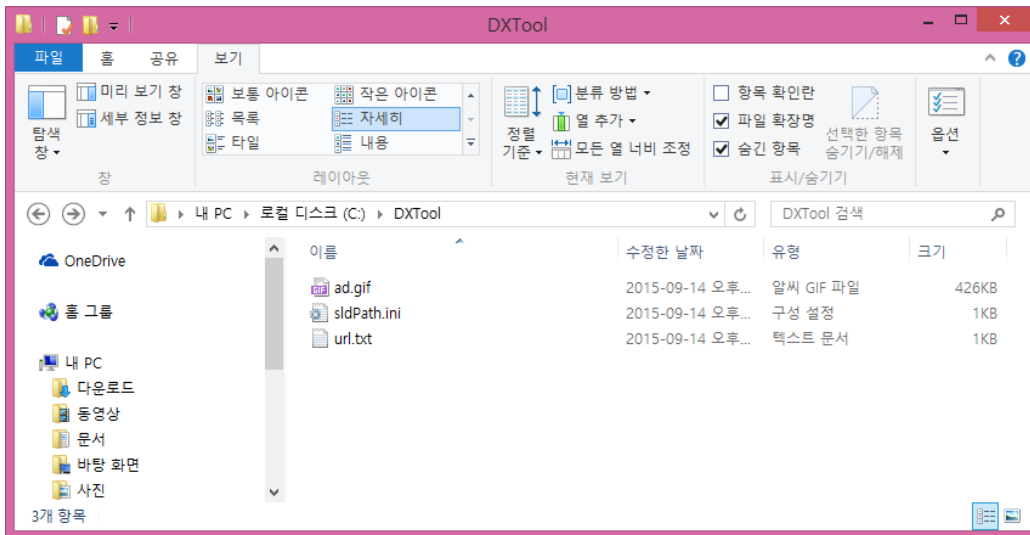 DXTool
파일 홈 공유 보기
탐색 창
미리 보기 창
세부 정보 창
창
보통 아이콘 작은 아이콘
목록 자세히
타일 내용
레이아웃
정렬 기준
분류 방법
열 추가
모든 열 너비 조정
현재 보기
항목 확인란
파일 확장명
숨긴 항목
선택한 항목
숨기기/해제
표시/숨기기
옵션
내 PC 로컬 디스크 (C:) DXTool
DXTool 검색
OneDrive
홈 그룹
내 PC
다운로드
동영상
문서
바탕 화면
사진
이름 수정한 날짜 유형 크기
ad.gif 2015-09-14 오후... 알씨 GIF 파일 426KB
sldPath.ini 2015-09-14 오후... 구성 설정 1KB
url.txt 2015-09-14 오후... 텍스트 문서 1KB
3개 항목